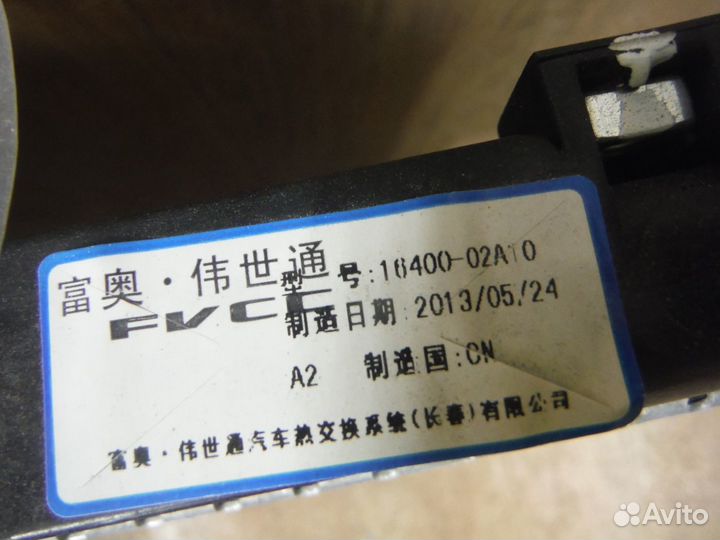 富奥·伟世通
FVCC
型 号:16400-02A10
制造日期:2013/05/24
A2 制造国:CN
富奥·伟世通汽车热交换系统(长春)有限公司
Avito